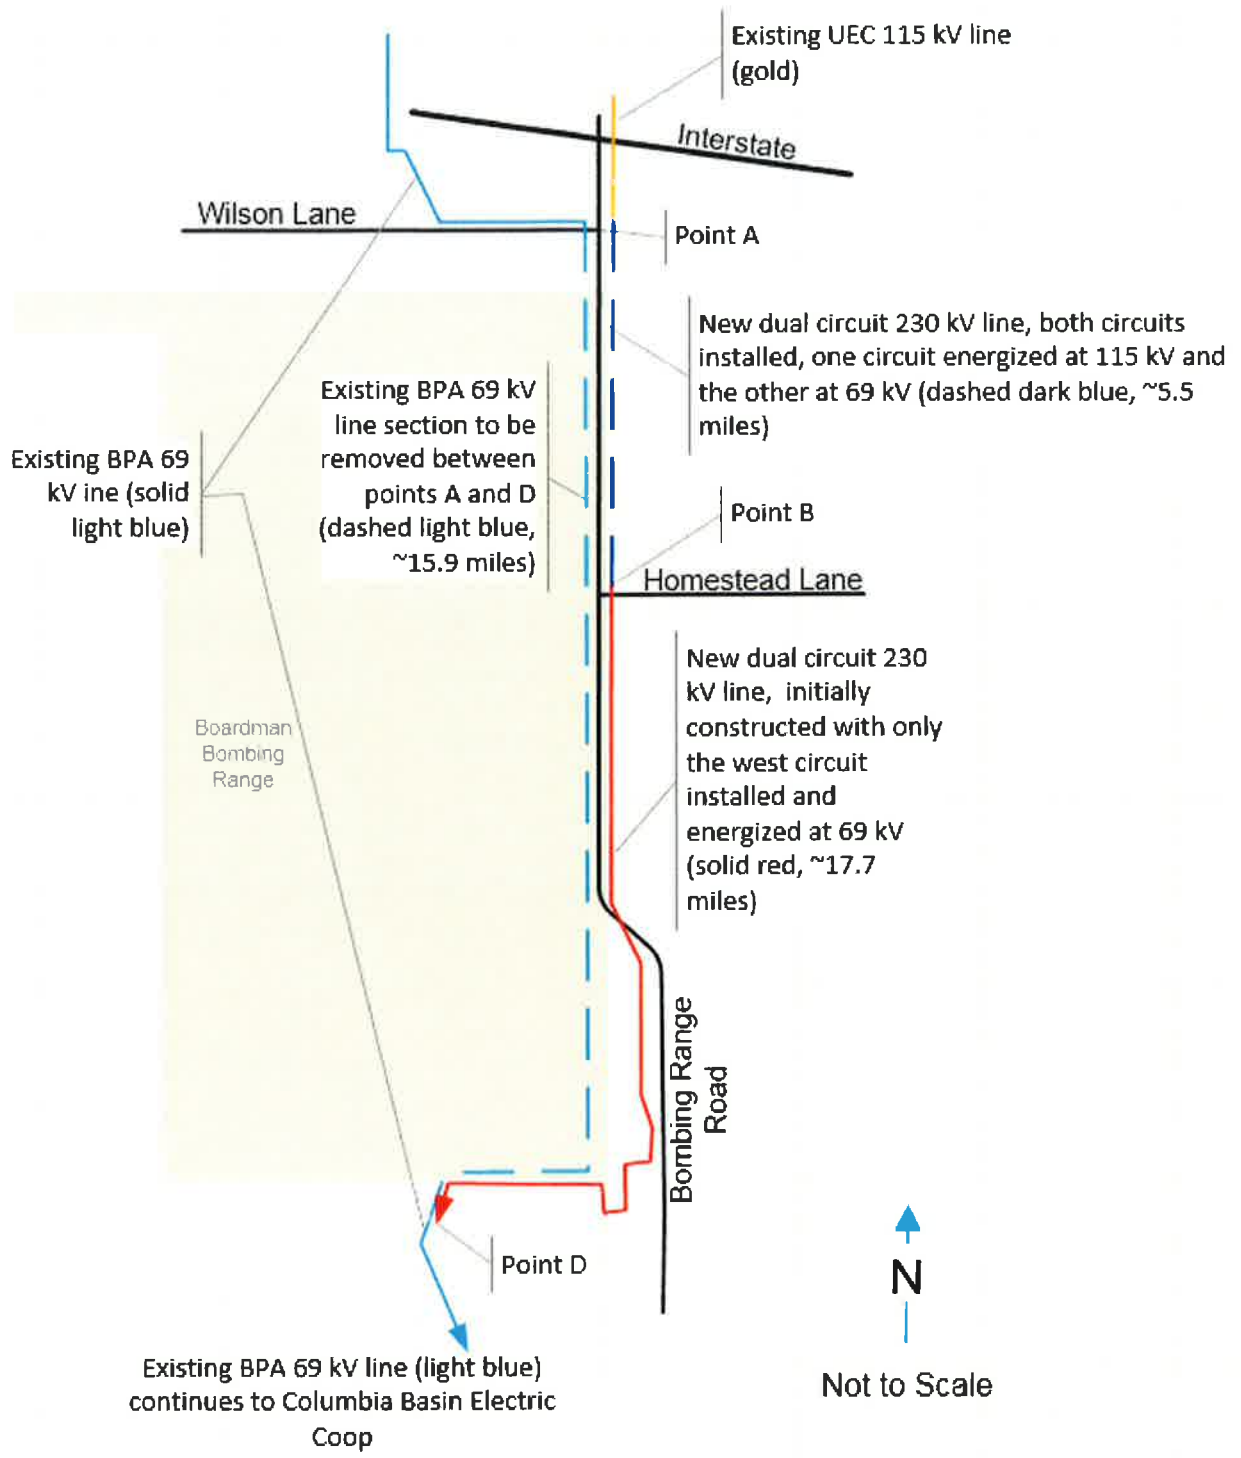 Existing UEC 115 kV line
(gold)
Interstate
Wilson Lane
Point A
New dual circuit 230 kV line, both circuits
installed, one circuit energized at 115 kV and
the other at 69 kV (dashed dark blue, ~5.5
miles)
Existing BPA 69 kV
line section to be
removed between
points A and D
(dashed light blue,
~15.9 miles)
Existing BPA 69
kV ine (solid
light blue)
Point B
Homestead Lane
New dual circuit 230
kV line, initially
constructed with only
the west circuit
installed and
energized at 69 kV
(solid red, ~17.7
miles)
Boardman
Bombing
Range
Bombing Range
Road
Point D
N
Not to Scale
Existing BPA 69 kV line (light blue)
continues to Columbia Basin Electric
Coop